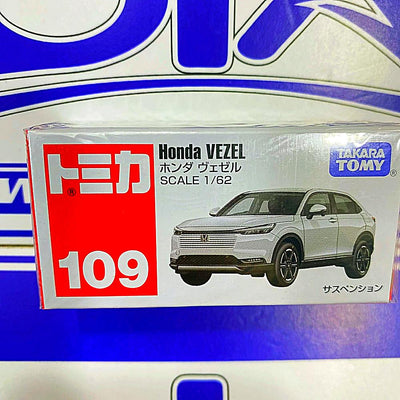 トミカ
®
109
Honda VEZEL
ホンダ ヴェゼル
SCALE 1/62
TAKARA
TOMY
サスペンション